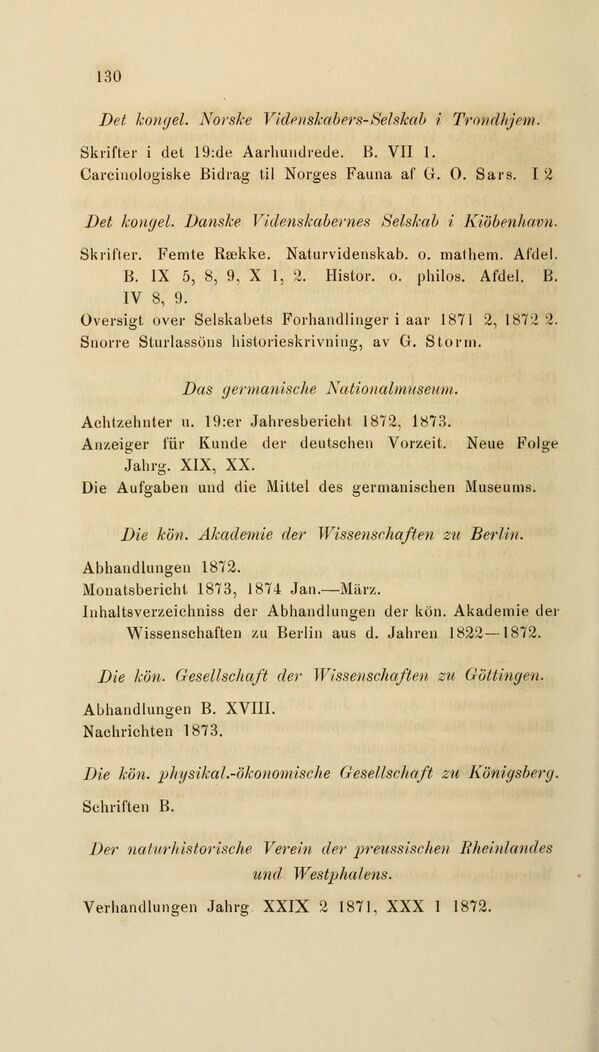 130
Det kongel. Norske Videnskabers-Selskab i Trondhjem.
Skrifter i det 19:de Aarhundrede. B. VII 1.
Carcinologiske Bidrag til Norges Fauna af G. O. Sars. I 2
Det kongel. Danske Videnskabernes Selskab i Kiöbenhavn.
Skrifter. Femte Række. Naturvidenskab. o. mathem. Afdel.
B. IX 5, 8, 9, X 1, 2. Histor. o. philos. Afdel. B.
IV 8, 9.
Oversigt over Selskabets Forhandlinger i aar 1871 2, 1872 2.
Snorre Sturlassöns historieskrivning, av G. Storm.
Das germanische Nationalmuseum.
Achtzehnter u. 19:er Jahresbericht 1872, 1873.
Anzeiger für Kunde der deutschen Vorzeit. Neue Folge
Jahrg. XIX, XX.
Die Aufgaben und die Mittel des germanischen Museums.
Die kön. Akademie der Wissenschaften zu Berlin.
Abhandlungen 1872.
Monatsbericht 1873, 1874 Jan.—März.
Inhaltsverzeichniss der Abhandlungen der kön. Akademie der
Wissenschaften zu Berlin aus d. Jahren 1822—1872.
Die kön. Gesellschaft der Wissenschaften zu Göttingen.
Abhandlungen B. XVIII.
Nachrichten 1873.
Die kön. physikal.-ökonomische Gesellschaft zu Königsberg.
Schriften B.
Der naturhistorische Verein der preussischen Rheinlandes
und Westphalens.
Verhandlungen Jahrg XXIX 2 1871, XXX 1 1872.